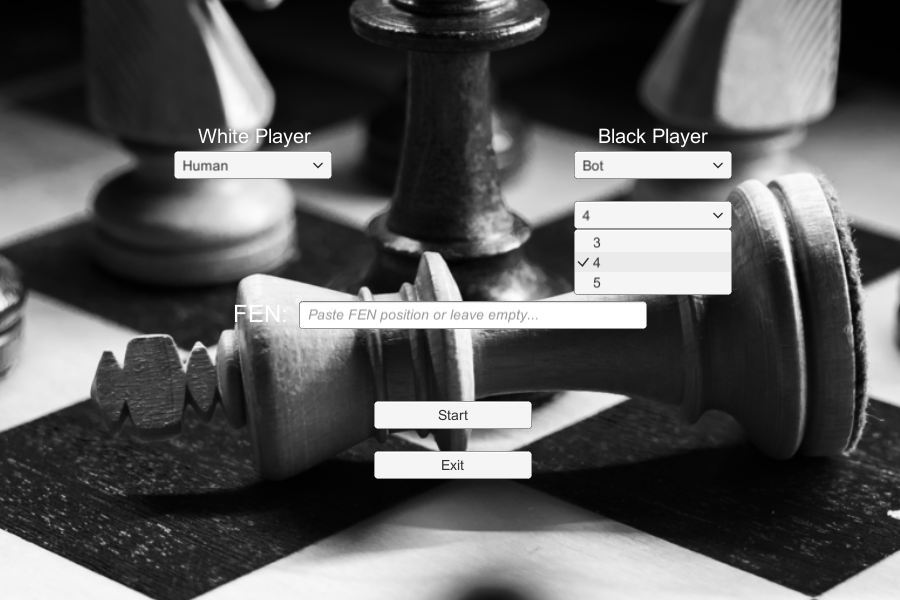 White Player
Black Player
Human
Bot
4
3
4
5
FEN:
Paste FEN position or leave empty...
Start
Exit